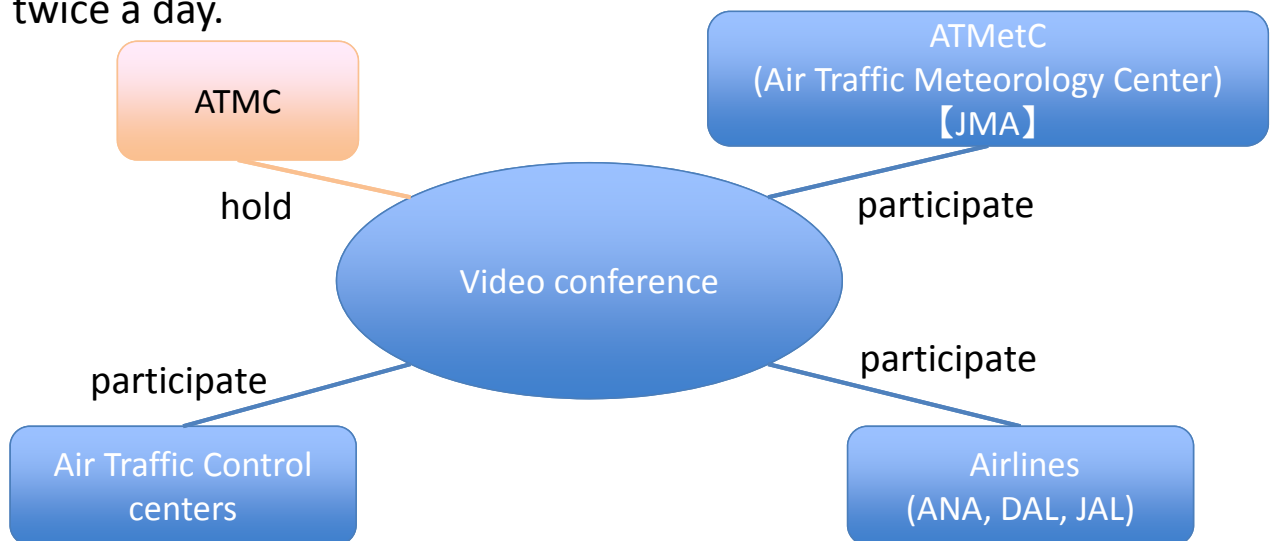 twice a day.
ATMC
ATMetC
(Air Traffic Meteorology Center)
【JMA】
hold
participate
Video conference
participate
participate
Air Traffic Control
centers
Airlines
(ANA, DAL, JAL)